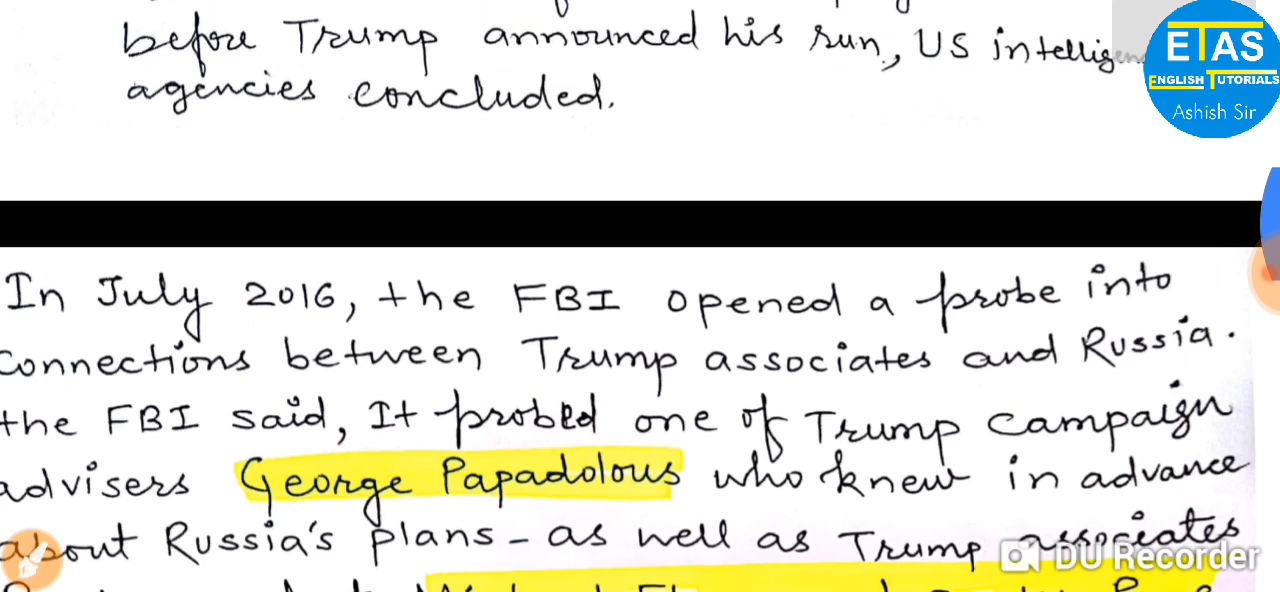 before Trump announced his run, US intellige
agencies concluded.
ETAS
ENGLISH TUTORIALS
Ashish Sir
In July 2016, the FBI opened a probe into
connections between Trump associates and Russia.
the FBI said, It probed one of Trump campaign
advisers George Papadolous who knew in advance
about Russia's plans - as well as Trump associates
DU Recorder